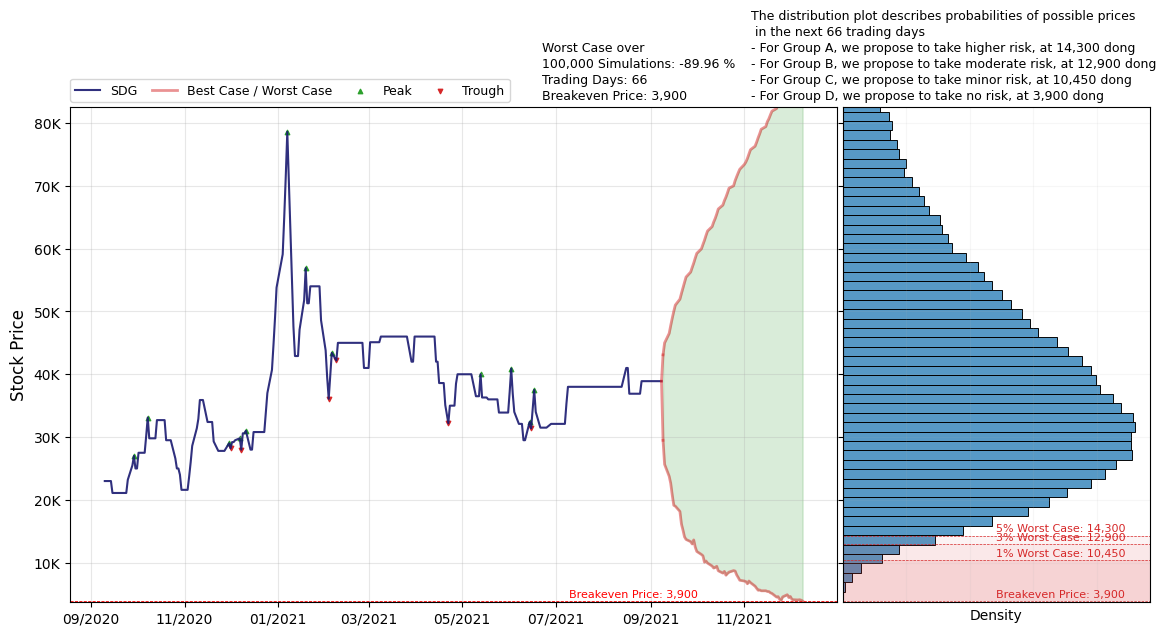 The distribution plot describes probabilities of possible prices
in the next 66 trading days
- For Group A, we propose to take higher risk, at 14,300 dong
- For Group B, we propose to take moderate risk, at 12,900 dong
- For Group C, we propose to take minor risk, at 10,450 dong
- For Group D, we propose to take no risk, at 3,900 dong
Worst Case over
100,000 Simulations: -89.96 %
Trading Days: 66
Breakeven Price: 3,900
SDG
Best Case / Worst Case
Peak
Trough
Stock Price
80K
70K
60K
50K
40K
30K
20K
10K
09/2020
11/2020
01/2021
03/2021
05/2021
07/2021
09/2021
11/2021
Breakeven Price: 3,900
5% Worst Case: 14,300
3% Worst Case: 12,900
1% Worst Case: 10,450
Breakeven Price: 3,900
Density